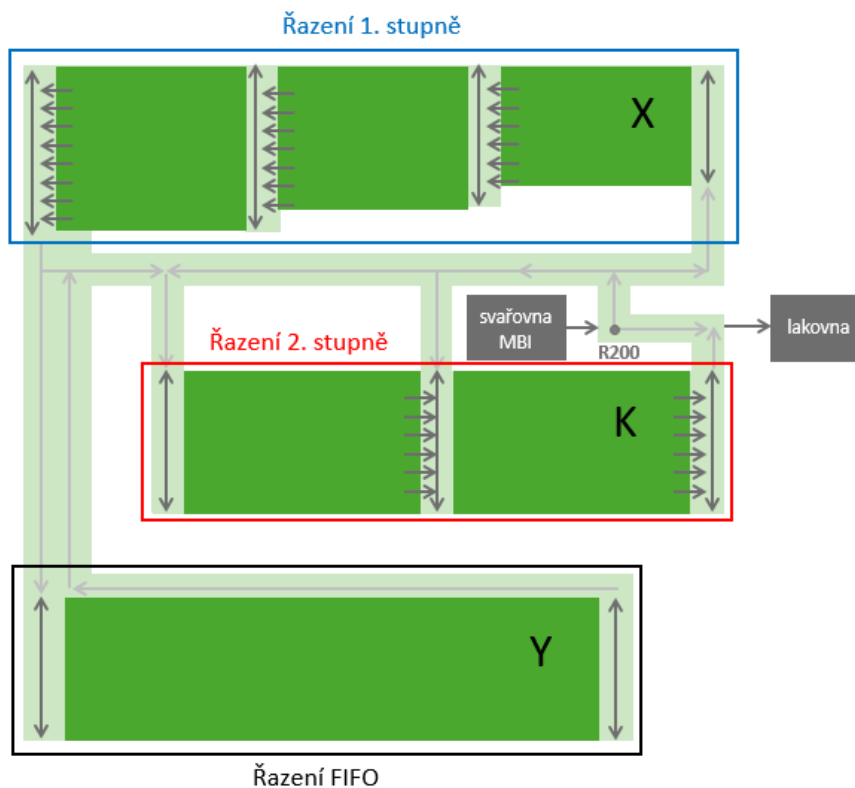 Řazení 1. stupně
X
svařovna
MBI
lakovna
R200
Řazení 2. stupně
K
Y
Řazení FIFO